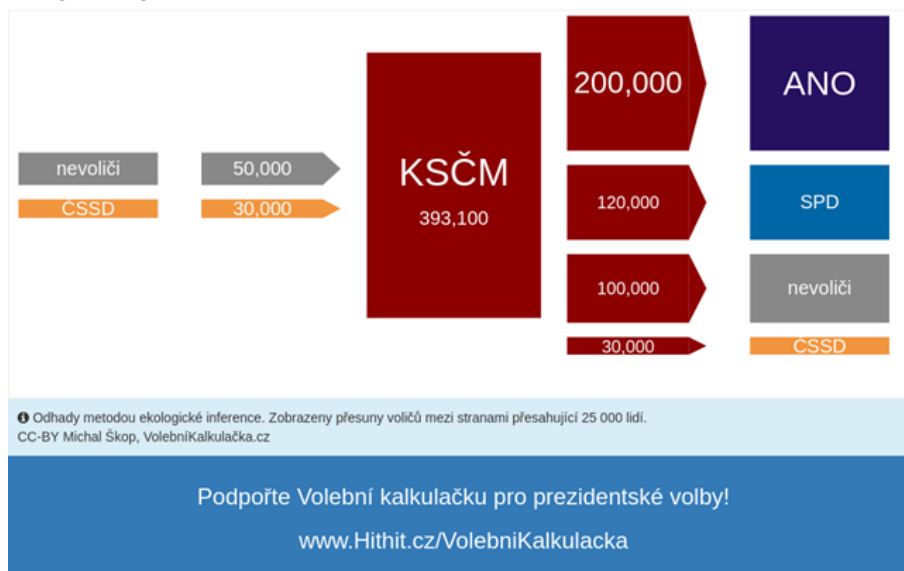 200,000
ANO
nevoliči
50,000
KSČM
ČSSD
30,000
393,100
120,000
SPD
100,000
nevoliči
30,000
ČSSD
Odhady metodou ekologické inference. Zobrazeny přesuny voličů mezi stranami přesahující 25 000 lidí.
CC-BY Michal Škop, VolebníKalkulačka.cz
Podpořte Volební kalkulačku pro prezidentské volby!
www.Hithit.cz/VolebniKalkulacka